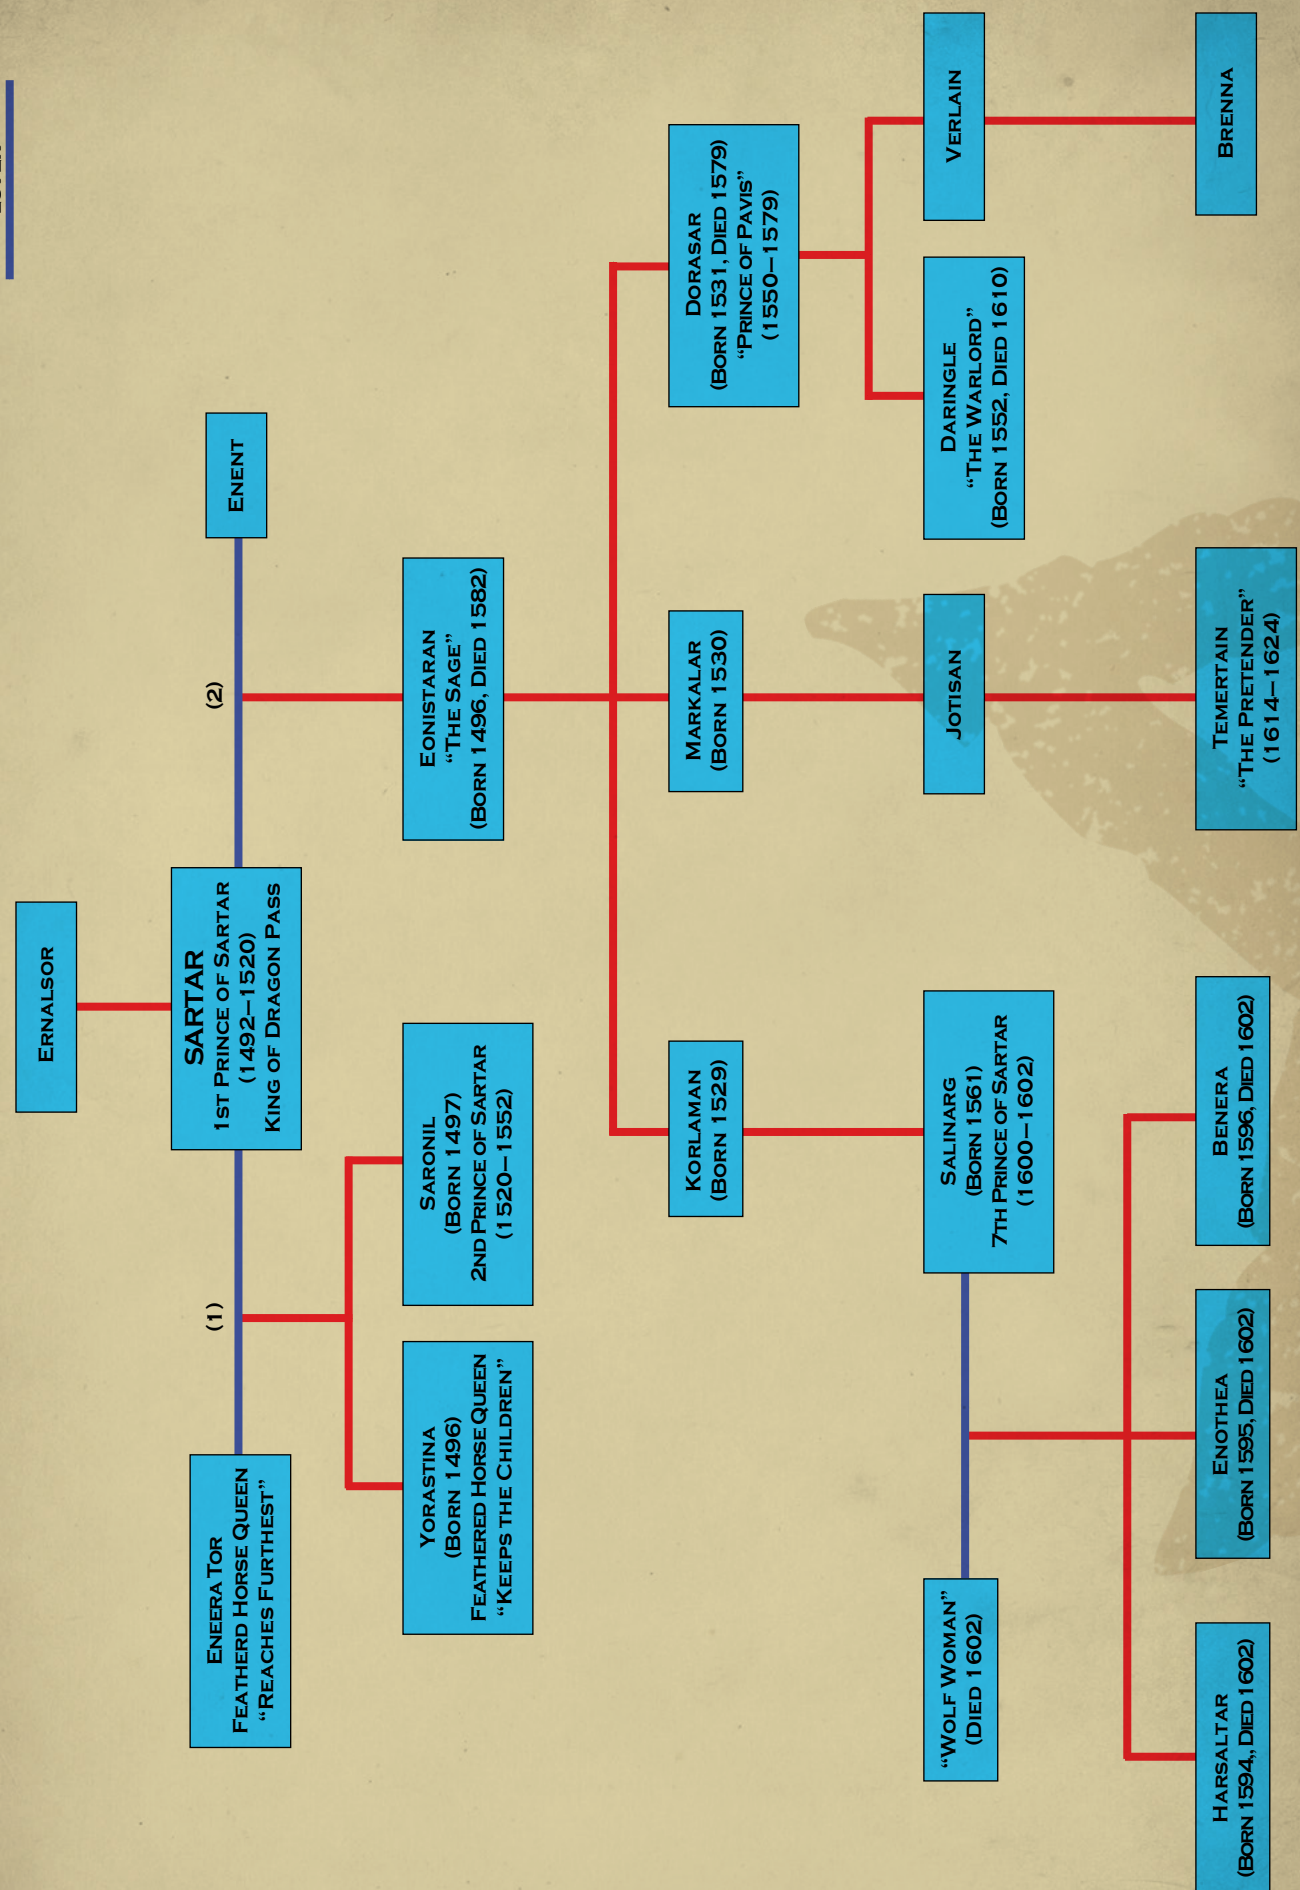 Ernalsor
SARTAR
1st Prince of Sartar
(1492–1520)
King of Dragon Pass
(1)
(2)
Eneera Tor
Featherd Horse Queen
“Reaches Furthest”
Enent
Yorastina
(Born 1496)
Feathered Horse Queen
“Keeps the Children”
Saronil
(Born 1497)
2nd Prince of Sartar
(1520–1552)
Eonistaran
“The Sage”
(Born 1496, Died 1582)
Korlaman
(Born 1529)
Markalar
(Born 1530)
Dorasar
(Born 1531, Died 1579)
“Prince of Pavis”
(1550–1579)
“Wolf Woman”
(Died 1602)
Salinarg
(Born 1561)
7th Prince of Sartar
(1600–1602)
Jotisan
Daringle
“The Warlord”
(Born 1552, Died 1610)
Verlain
Harsaltar
(Born 1594,, Died 1602)
Enothea
(Born 1595, Died 1602)
Benera
(Born 1596, Died 1602)
Temertain
“The Pretender”
(1614–1624)
Brenna